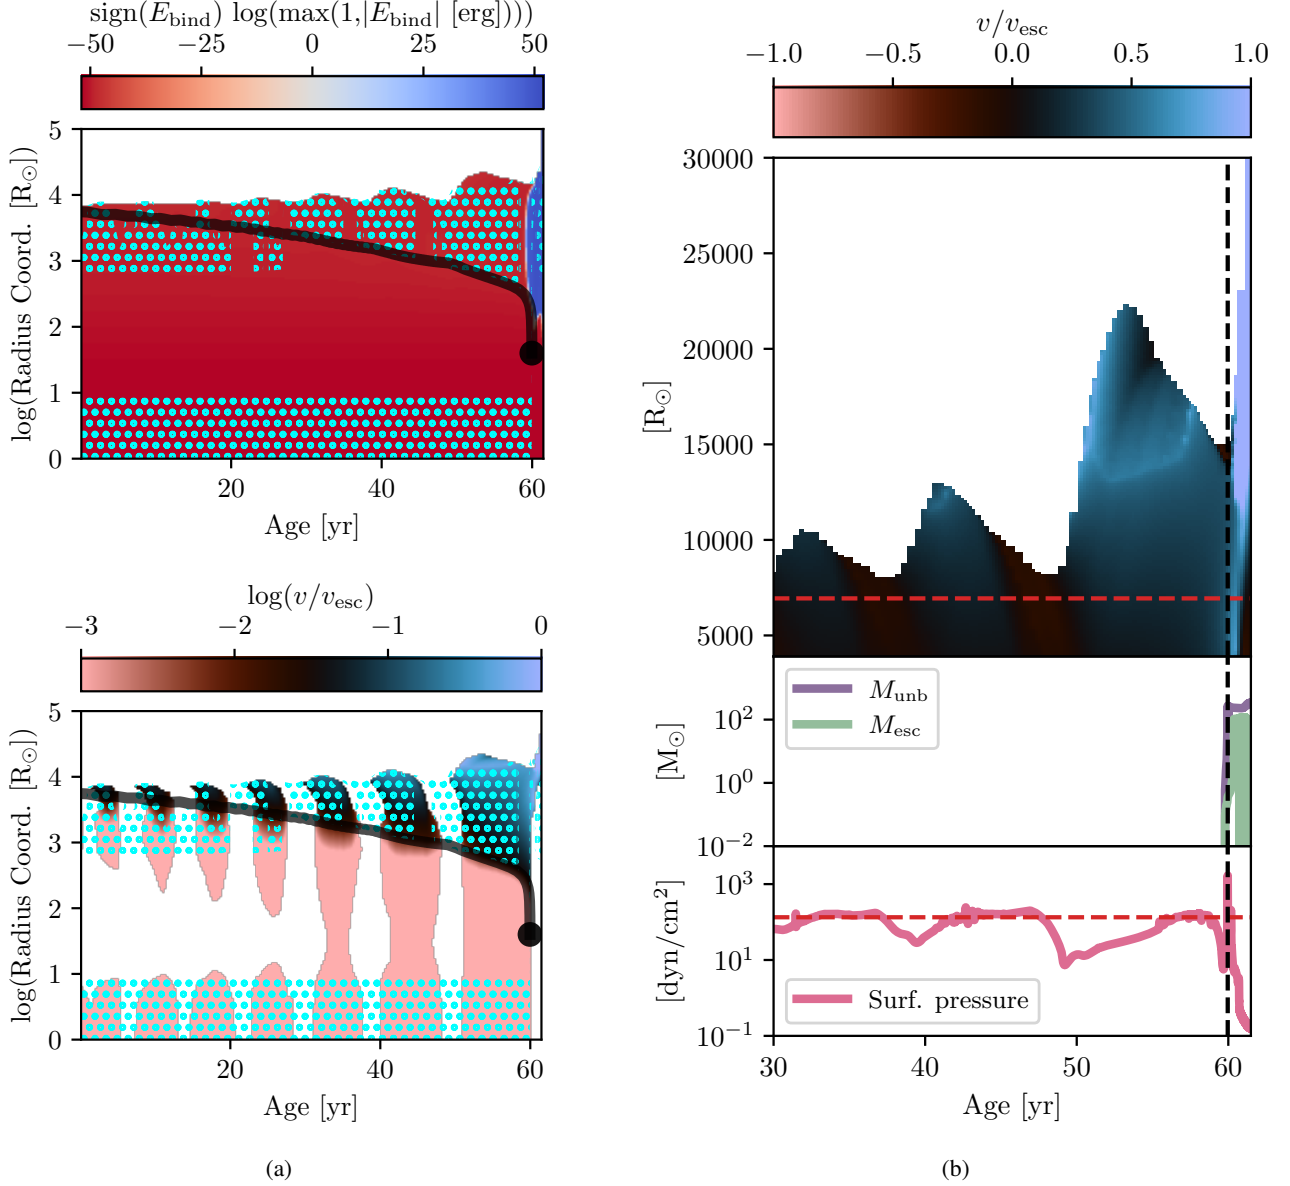 sign(E_bind) log(max(1,|E_bind| [erg])))
−50 −25 0 25 50
log(Radius Coord. [R⊙])
5
4
3
2
1
0
20 40 60
Age [yr]
log(v/v_esc)
−3 −2 −1 0
log(Radius Coord. [R⊙])
5
4
3
2
1
0
20 40 60
Age [yr]
(a)
v/v_esc
−1.0 −0.5 0.0 0.5 1.0
[R⊙]
30000
25000
20000
15000
10000
5000
[M⊙]
10^2
10^0
10^−2
M_unb
M_esc
[dyn/cm^2]
10^3
10^1
10^−1
Surf. pressure
30 40 50 60
Age [yr]
(b)